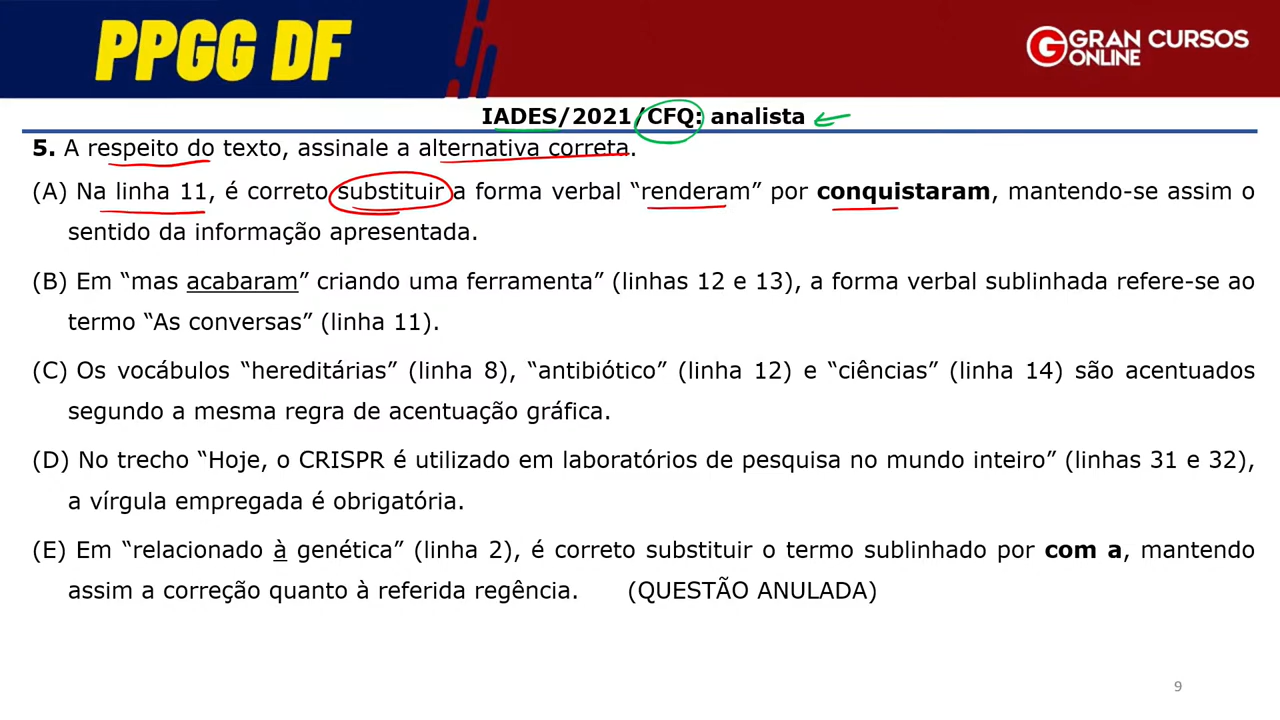 PPGG DF
GRAN CURSOS
ONLINE
IADES/2021/CFQ: analista
5. A respeito do texto, assinale a alternativa correta.
(A) Na linha 11, é correto substituir a forma verbal “renderam” por conquistaram, mantendo-se assim o
sentido da informação apresentada.
(B) Em “mas acabaram” criando uma ferramenta” (linhas 12 e 13), a forma verbal sublinhada refere-se ao
termo “As conversas” (linha 11).
(C) Os vocábulos “hereditárias” (linha 8), “antibiótico” (linha 12) e “ciências” (linha 14) são acentuados
segundo a mesma regra de acentuação gráfica.
(D) No trecho “Hoje, o CRISPR é utilizado em laboratórios de pesquisa no mundo inteiro” (linhas 31 e 32),
a vírgula empregada é obrigatória.
(E) Em “relacionado à genética” (linha 2), é correto substituir o termo sublinhado por com a, mantendo
assim a correção quanto à referida regência. (QUESTÃO ANULADA)
9